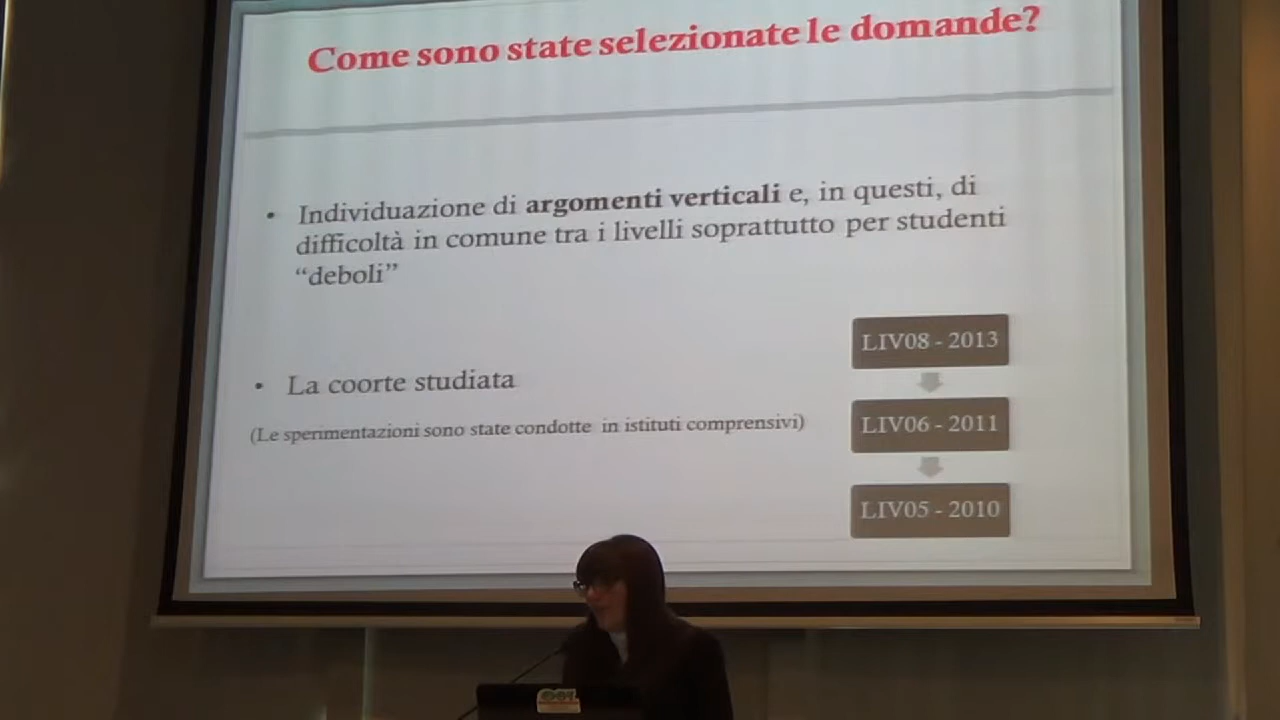 Come sono state selezionate le domande?
• Individuazione di argomenti verticali e, in questi, di
difficoltà in comune tra i livelli soprattutto per studenti
“deboli”
• La coorte studiata
(Le sperimentazioni sono state condotte in istituti comprensivi)
LIV08 - 2013
LIV06 - 2011
LIV05 - 2010